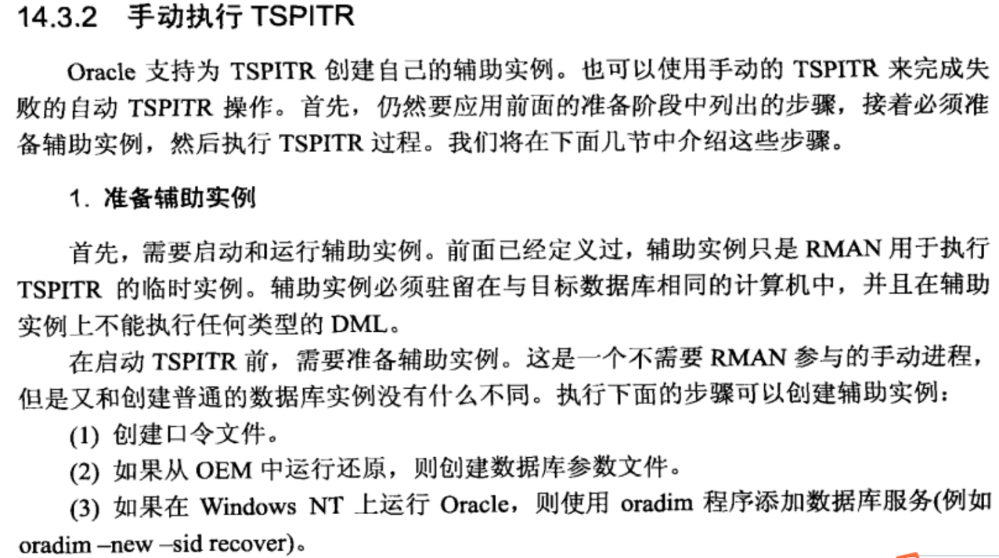 14.3.2 手动执行 TSPITR
Oracle 支持为 TSPITR 创建自己的辅助实例。也可以使用手动的 TSPITR 来完成失
败的自动 TSPITR 操作。首先，仍然要应用前面的准备阶段中列出的步骤，接着必须准
备辅助实例，然后执行 TSPITR 过程。我们将在下面几节中介绍这些步骤。
1. 准备辅助实例
首先，需要启动和运行辅助实例。前面已经定义过，辅助实例只是 RMAN 用于执行
TSPITR 的临时实例。辅助实例必须驻留在与目标数据库相同的计算机中，并且在辅助
实例上不能执行任何类型的 DML。
在启动 TSPITR 前，需要准备辅助实例。这是一个不需要 RMAN 参与的手动进程，
但是又和创建普通的数据库实例没有什么不同。执行下面的步骤可以创建辅助实例：
(1) 创建口令文件。
(2) 如果从 OEM 中运行还原，则创建数据库参数文件。
(3) 如果在 Windows NT 上运行 Oracle，则使用 oradim 程序添加数据库服务(例如
oradim –new –sid recover)。